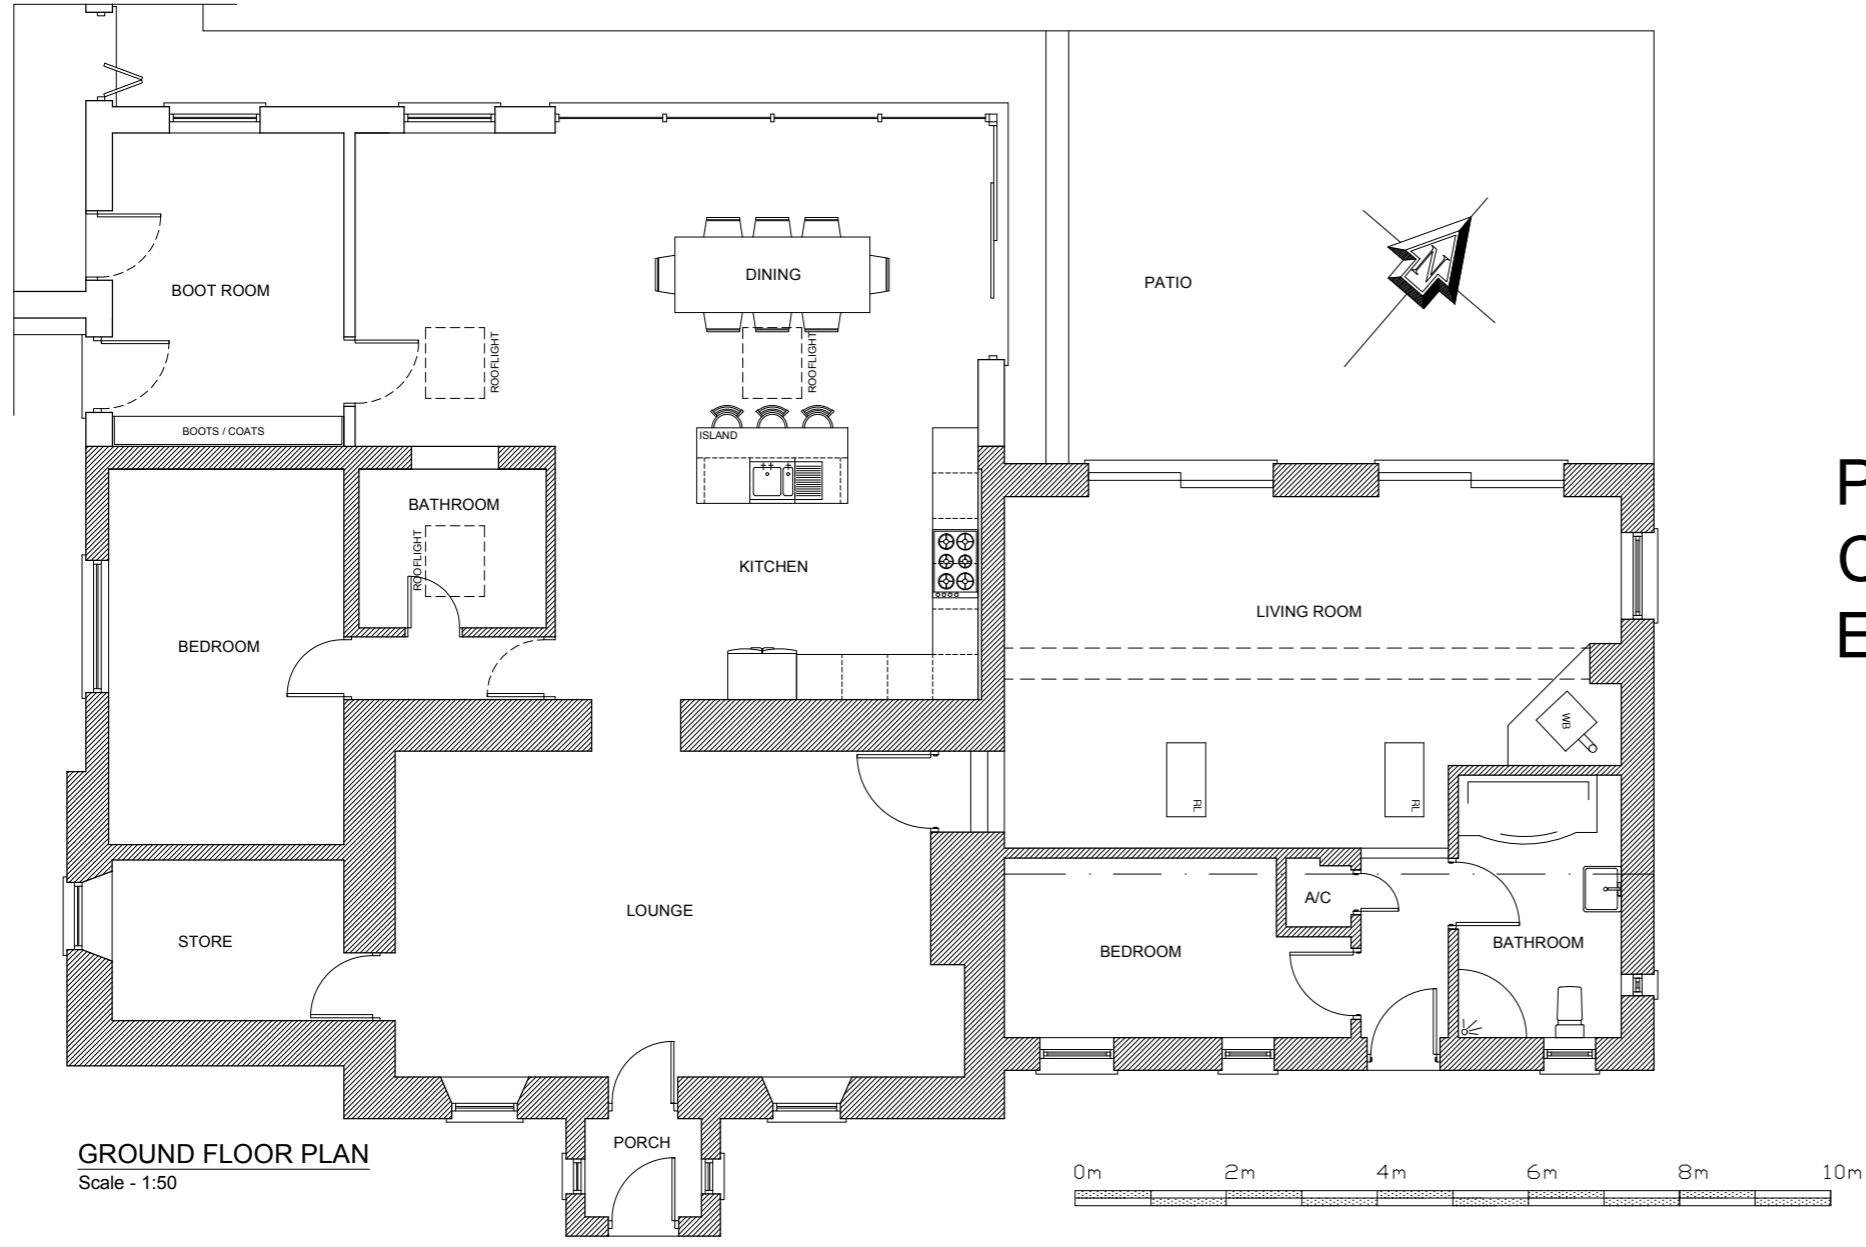 BOOT ROOM
DINING
PATIO
N
ROOFLIGHT
ROOFLIGHT
BOOTS / COATS
ISLAND
BATHROOM
ROOFLIGHT
KITCHEN
LIVING ROOM
BEDROOM
WB
RL
RL
A/C
LOUNGE
STORE
BEDROOM
BATHROOM
PORCH
GROUND FLOOR PLAN
Scale - 1:50
0m 2m 4m 6m 8m 10m
P
E